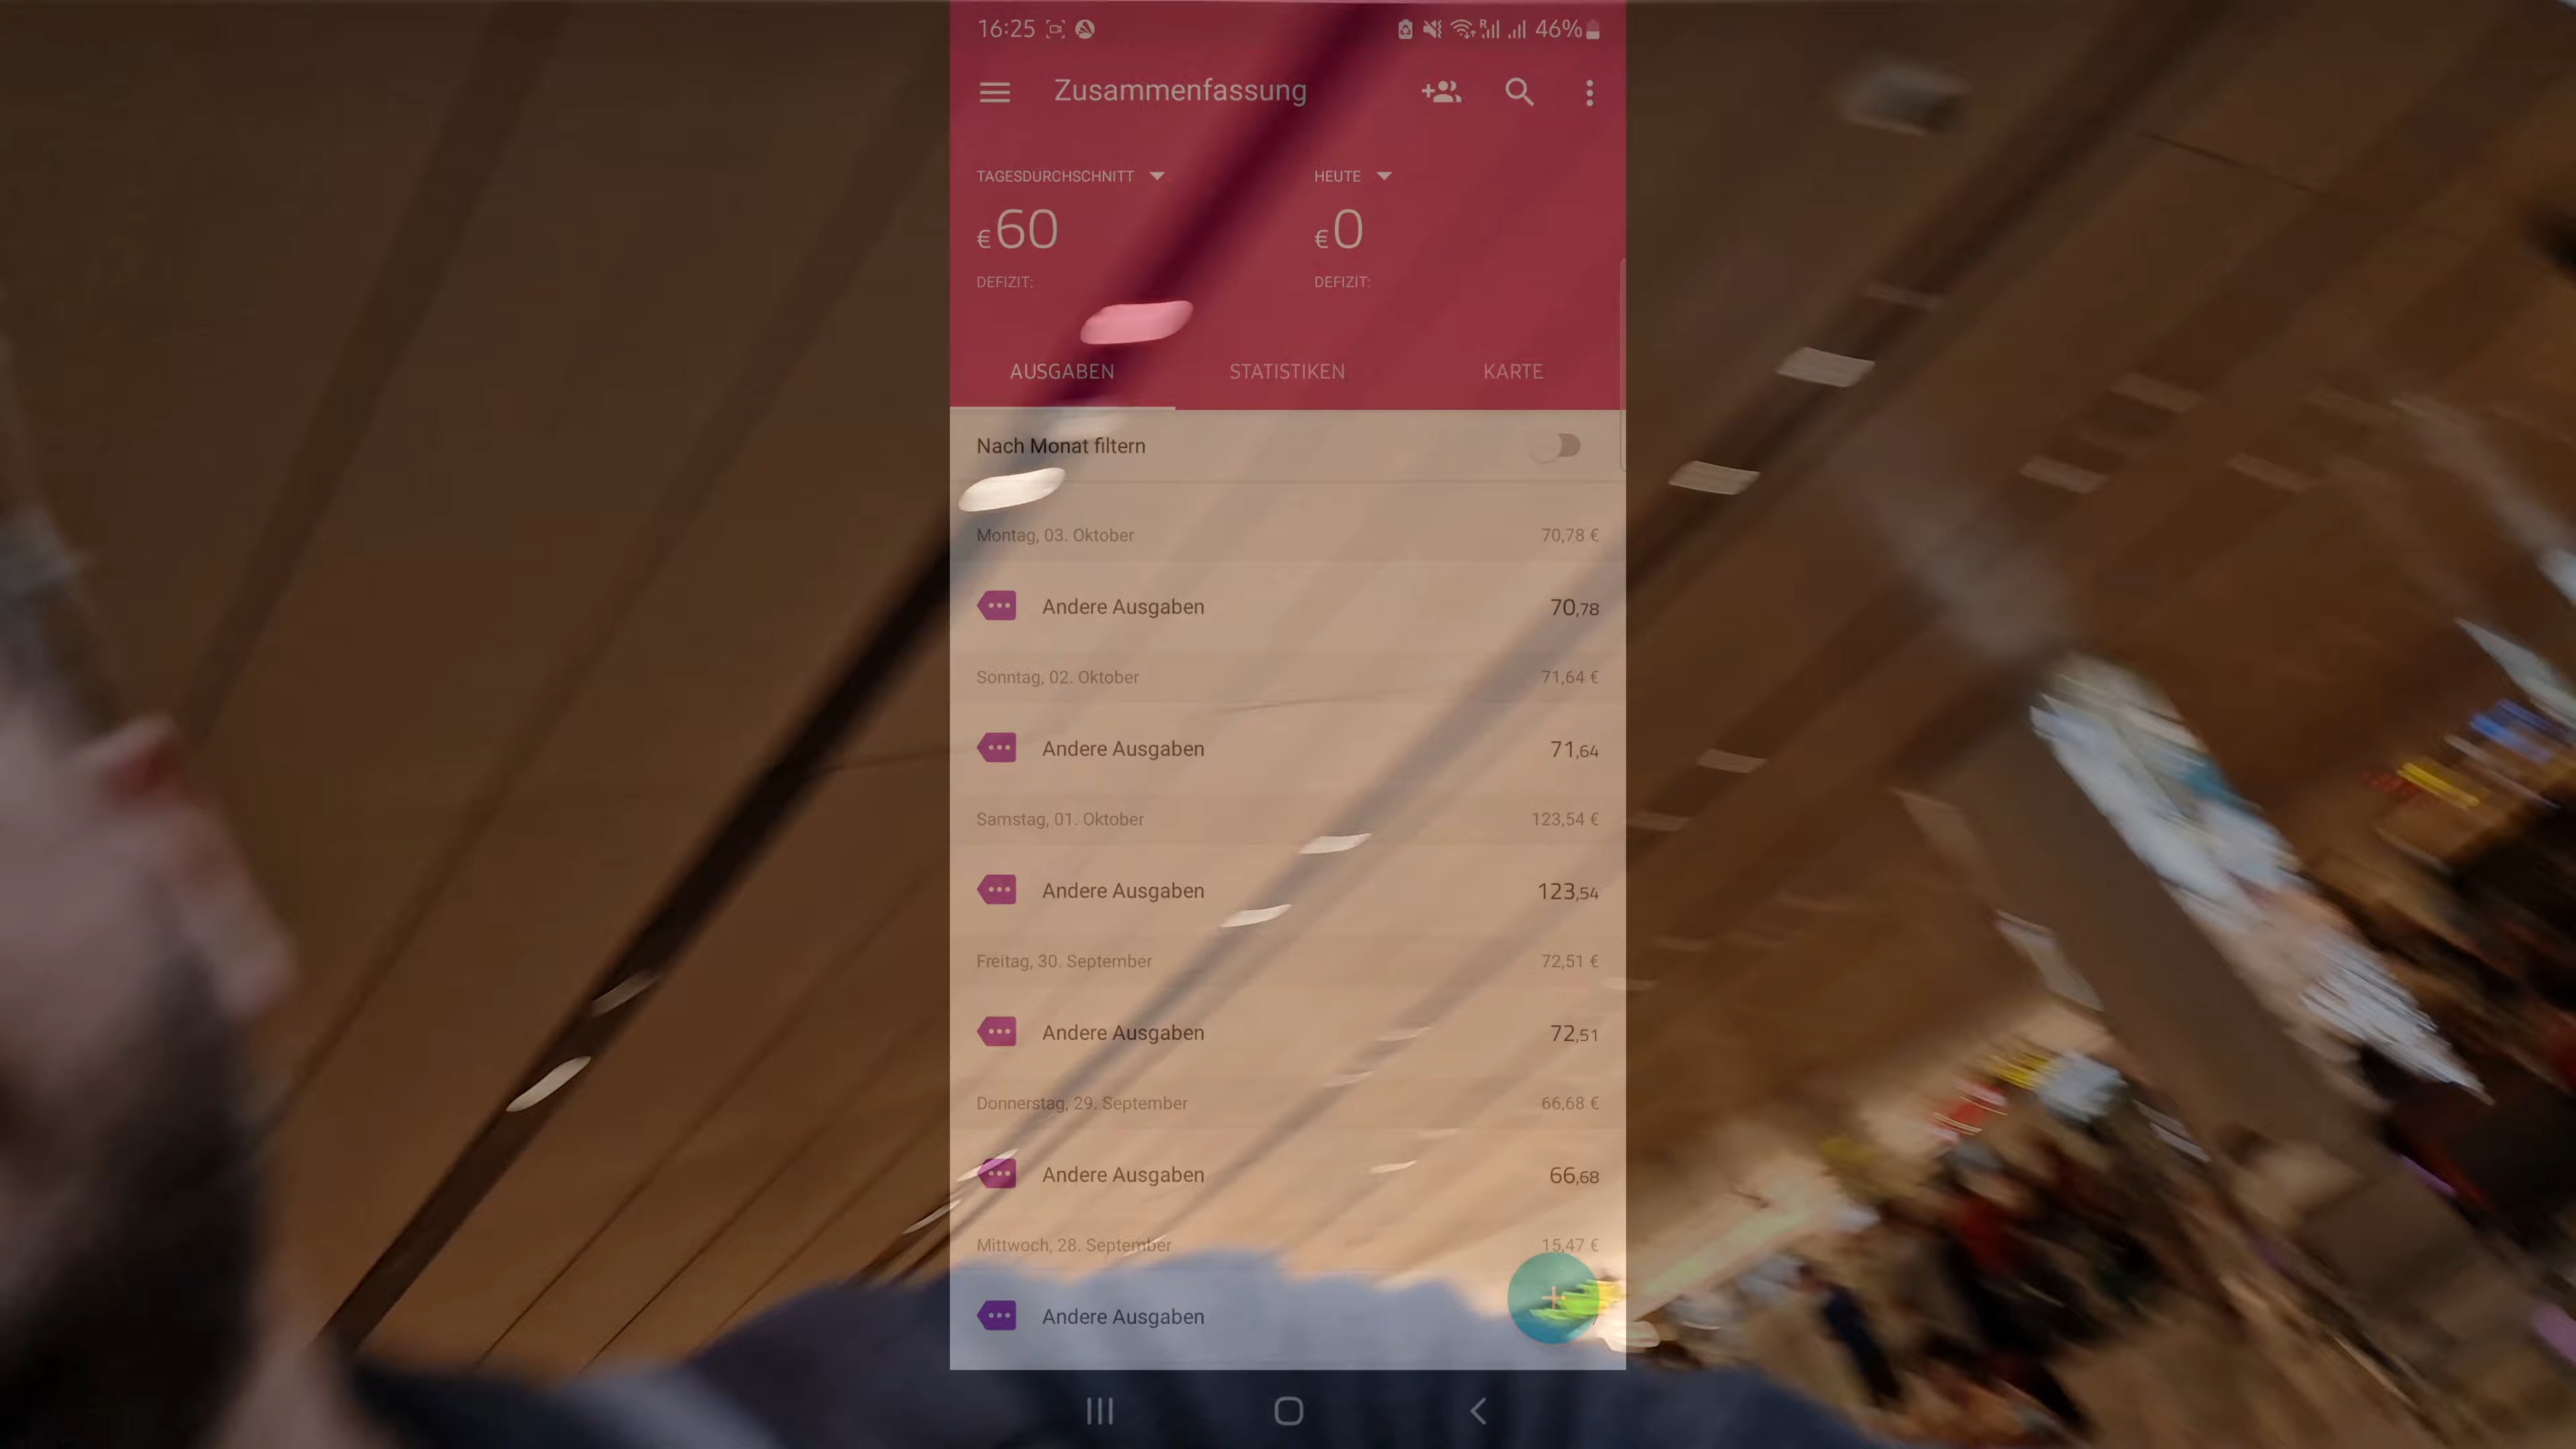 16:25
46%
Zusammenfassung
TAGESDURCHSCHNITT
HEUTE
€60
€0
DEFIZIT:
DEFIZIT:
AUSGABEN
STATISTIKEN
KARTE
Nach Monat filtern
Montag, 03. Oktober
70,78 €
Andere Ausgaben
70,78
Sonntag, 02. Oktober
71,64 €
Andere Ausgaben
71,64
Samstag, 01. Oktober
123,54 €
Andere Ausgaben
123,54
Freitag, 30. September
72,51 €
Andere Ausgaben
72,51
Donnerstag, 29. September
66,68 €
Andere Ausgaben
66,68
Mittwoch, 28. September
15,47 €
Andere Ausgaben